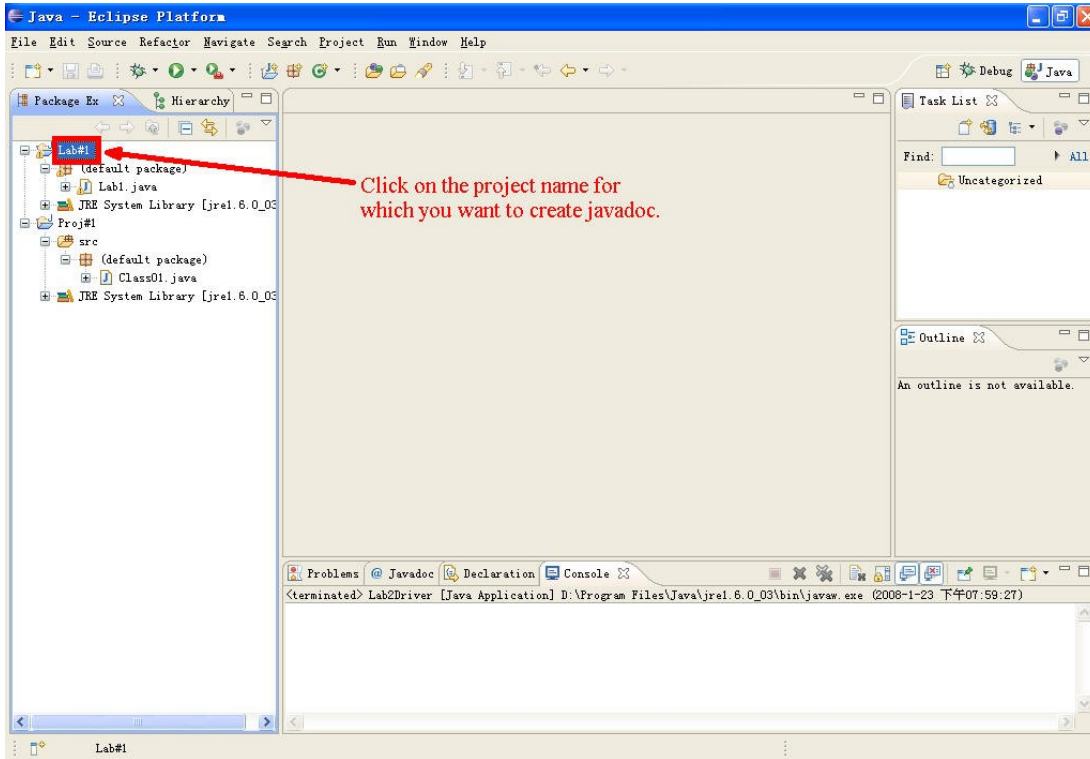 Java - Eclipse Platform
File Edit Source Refactor Navigate Search Project Run Window Help
Debug Java
Package Ex Hierarchy
Lab#1
(default package)
Lab1.java
JRE System Library [jre1.6.0_03
Proj#1
src
(default package)
Class01.java
JRE System Library [jre1.6.0_03
Click on the project name for
which you want to create javadoc.
Task List
Find: All
Uncategorized
Outline
An outline is not available.
Problems Javadoc Declaration Console
<terminated> Lab2Driver [Java Application] D:\Program Files\Java\jre1.6.0_03\bin\javaw.exe (2008-1-23 下午07:59:27)
Lab#1